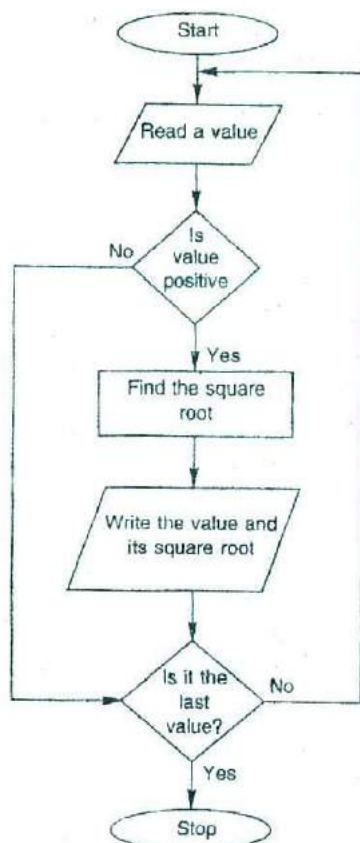 Start
Read a value
Is
value
positive
No
Yes
Find the square
root
Write the value and
its square root
Is it the
last
value?
No
Yes
Stop